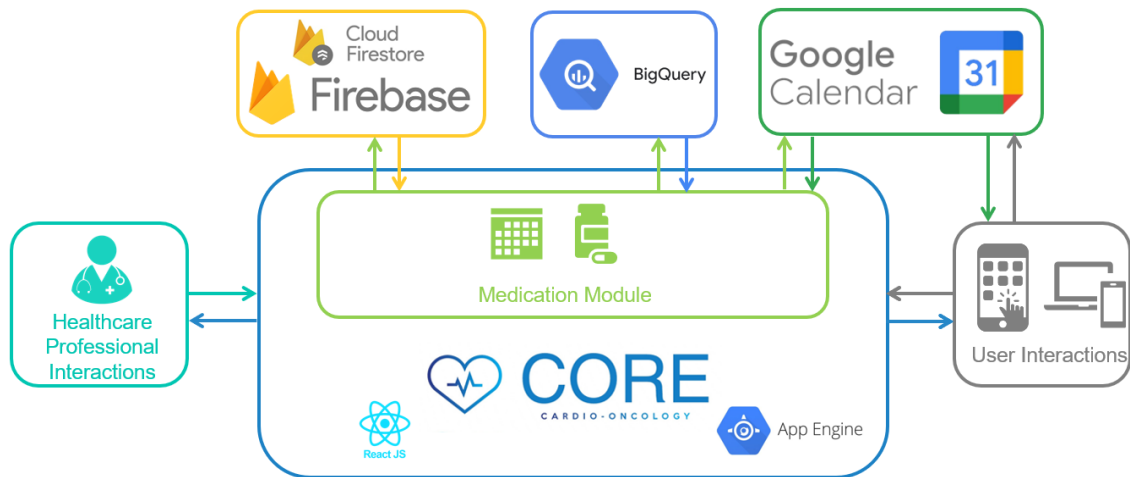 Cloud
Firestore
Firebase
BigQuery
Google
Calendar
31
Medication Module
Healthcare
Professional
Interactions
User Interactions
CORE
CARDIO-ONCOLOGY
React JS
App Engine